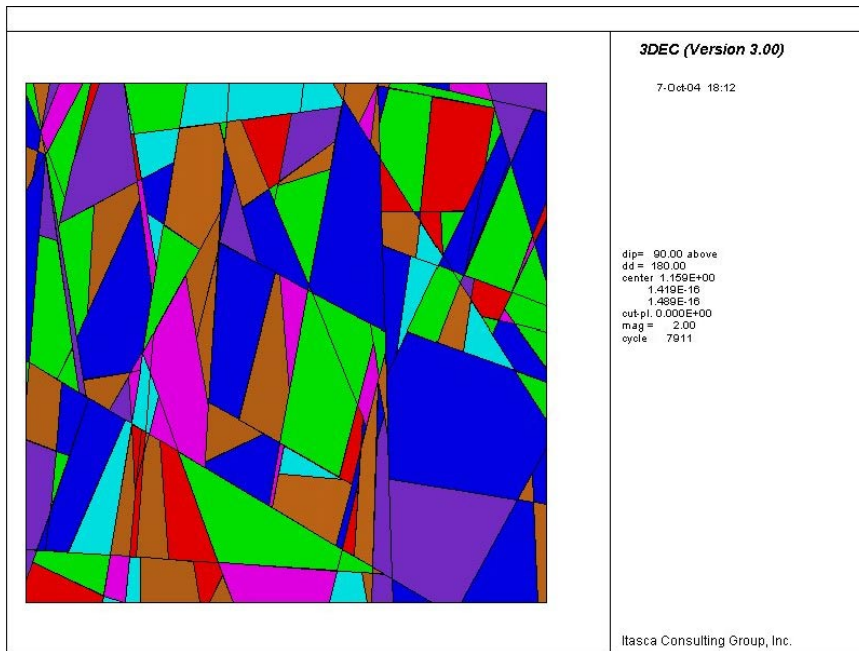 3DEC (Version 3.00)
7-Oct-04 18:12
dip= 90.00 above
dd = 180.00
center 1.159E+00
1.419E-16
1.489E-16
cut-pl. 0.000E+00
mag = 2.00
cycle 7911
Itasca Consulting Group, Inc.